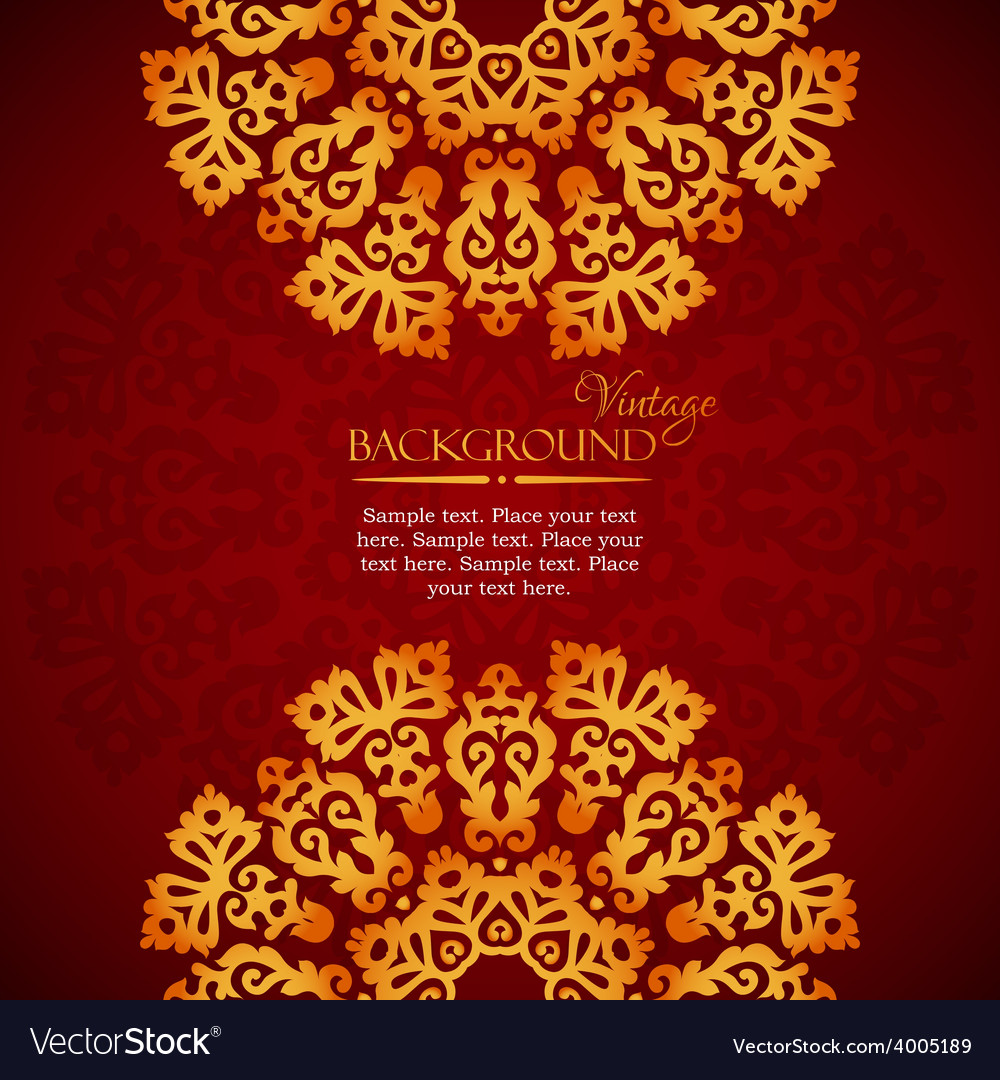 Vintage
BACKGROUND
Sample text. Place your text
here. Sample text. Place your
text here. Sample text. Place
your text here.
VectorStock®
VectorStock.com/4005189